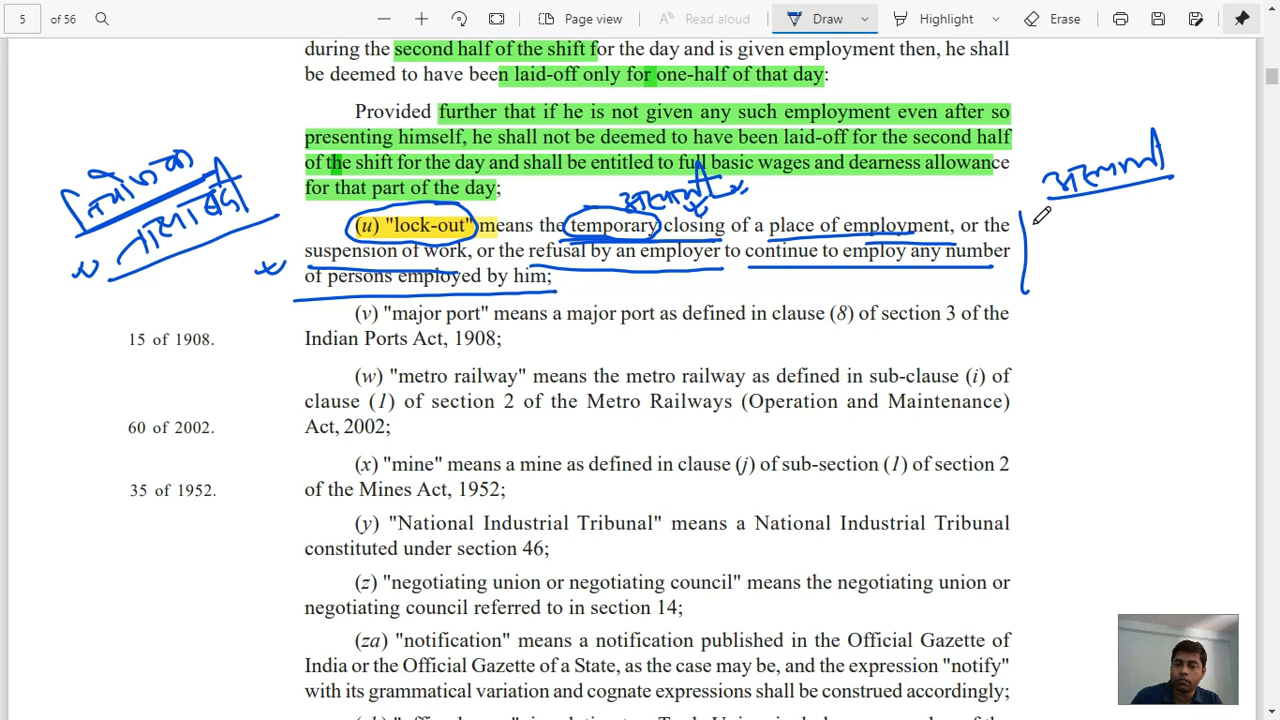 5 of 56 Page view Read aloud Draw Highlight Erase
during the second half of the shift for the day and is given employment then, he shall
be deemed to have been laid-off only for one-half of that day:
Provided further that if he is not given any such employment even after so
presenting himself, he shall not be deemed to have been laid-off for the second half
of the shift for the day and shall be entitled to full basic wages and dearness allowance
for that part of the day;
नियोजक
तालाबंदी
(u) "lock-out" means the temporary closing of a place of employment, or the
suspension of work, or the refusal by an employer to continue to employ any number
of persons employed by him;
(v) "major port" means a major port as defined in clause (8) of section 3 of the
15 of 1908.
Indian Ports Act, 1908;
(w) "metro railway" means the metro railway as defined in sub-clause (i) of
clause (1) of section 2 of the Metro Railways (Operation and Maintenance)
60 of 2002.
Act, 2002;
(x) "mine" means a mine as defined in clause (j) of sub-section (1) of section 2
35 of 1952.
of the Mines Act, 1952;
(y) "National Industrial Tribunal" means a National Industrial Tribunal
constituted under section 46;
(z) "negotiating union or negotiating council" means the negotiating union or
negotiating council referred to in section 14;
(za) "notification" means a notification published in the Official Gazette of
India or the Official Gazette of a State, as the case may be, and the expression "notify"
with its grammatical variation and cognate expressions shall be construed accordingly;